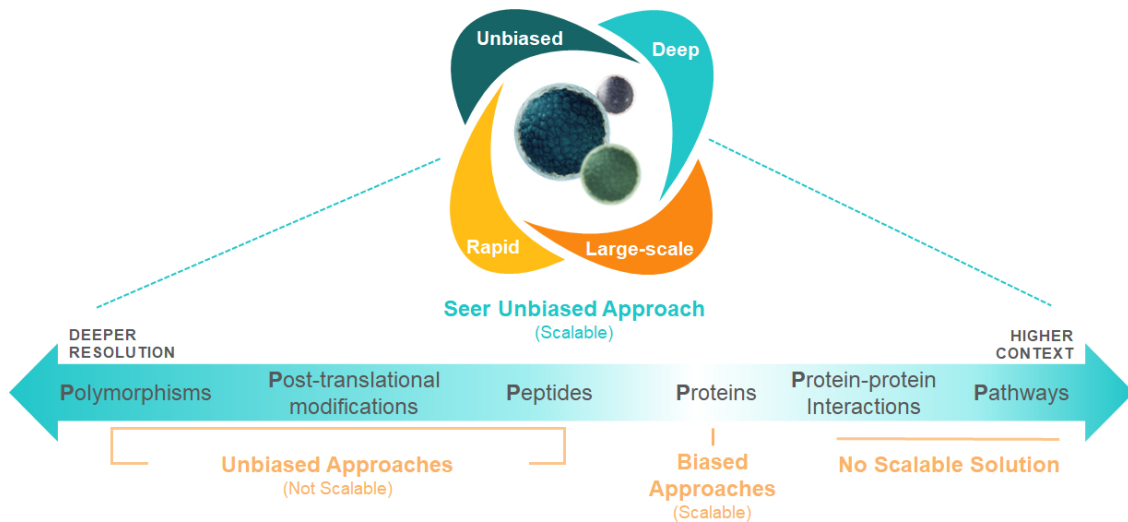 Unbiased
Deep
Rapid
Large-scale
Seer Unbiased Approach
(Scalable)
DEEPER
RESOLUTION
HIGHER
CONTEXT
Polymorphisms
Post-translational
modifications
Peptides
Proteins
Protein-protein
Interactions
Pathways
Unbiased Approaches
(Not Scalable)
Biased
Approaches
(Scalable)
No Scalable Solution